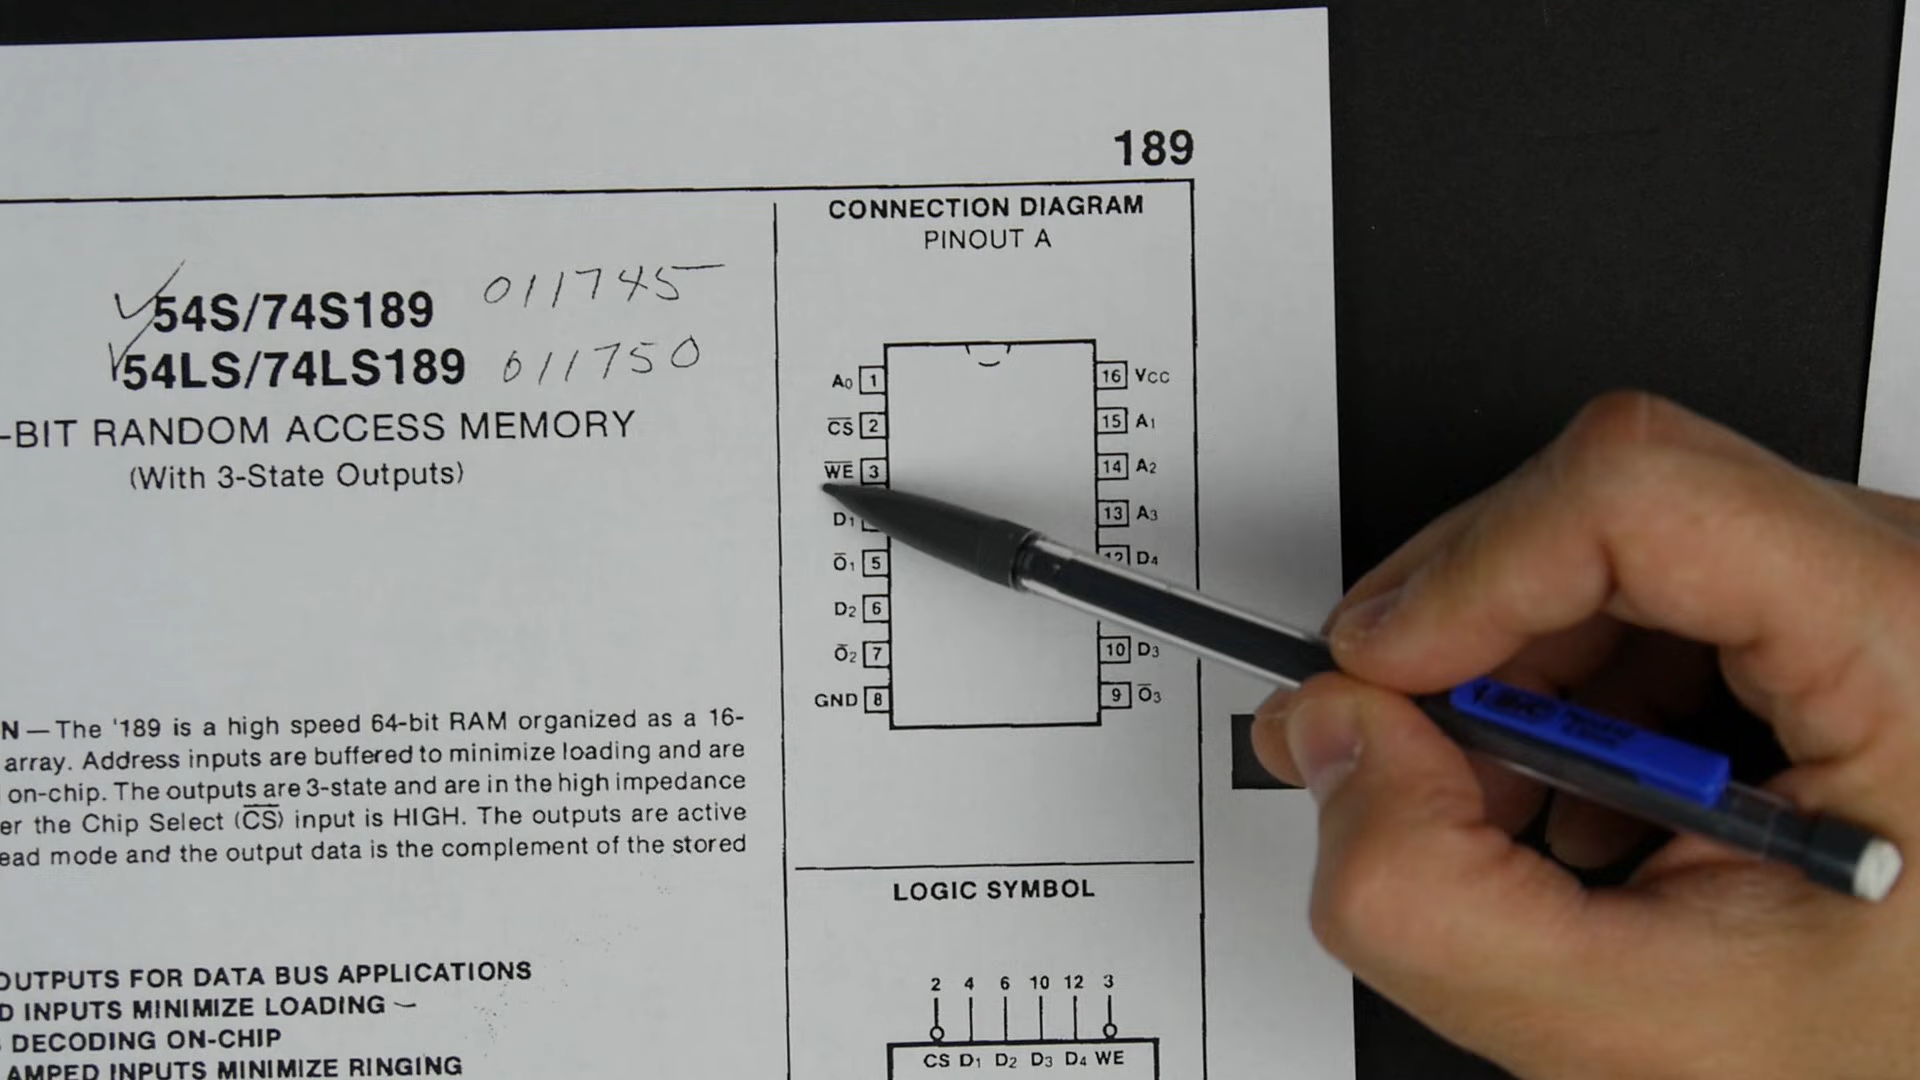 189
54S/74S189 011745
54LS/74LS189 011750
-BIT RANDOM ACCESS MEMORY
(With 3-State Outputs)
N — The '189 is a high speed 64-bit RAM organized as a 16-
array. Address inputs are buffered to minimize loading and are
on-chip. The outputs are 3-state and are in the high impedance
er the Chip Select (C̅S̅) input is HIGH. The outputs are active
ead mode and the output data is the complement of the stored
OUTPUTS FOR DATA BUS APPLICATIONS
D INPUTS MINIMIZE LOADING
DECODING ON-CHIP
AMPED INPUTS MINIMIZE RINGING
CONNECTION DIAGRAM
PINOUT A
A0 1 16 VCC
C̅S̅ 2 15 A1
W̅E̅ 3 14 A2
D1 13 A3
O̅1 5 12 D4
D2 6
O̅2 7 10 D3
GND 8 9 O̅3
LOGIC SYMBOL
2 4 6 10 12 3
CS D1 D2 D3 D4 WE